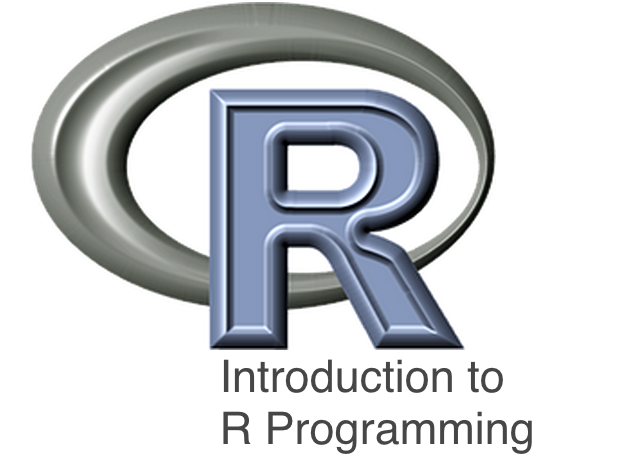 R
Introduction to
R Programming